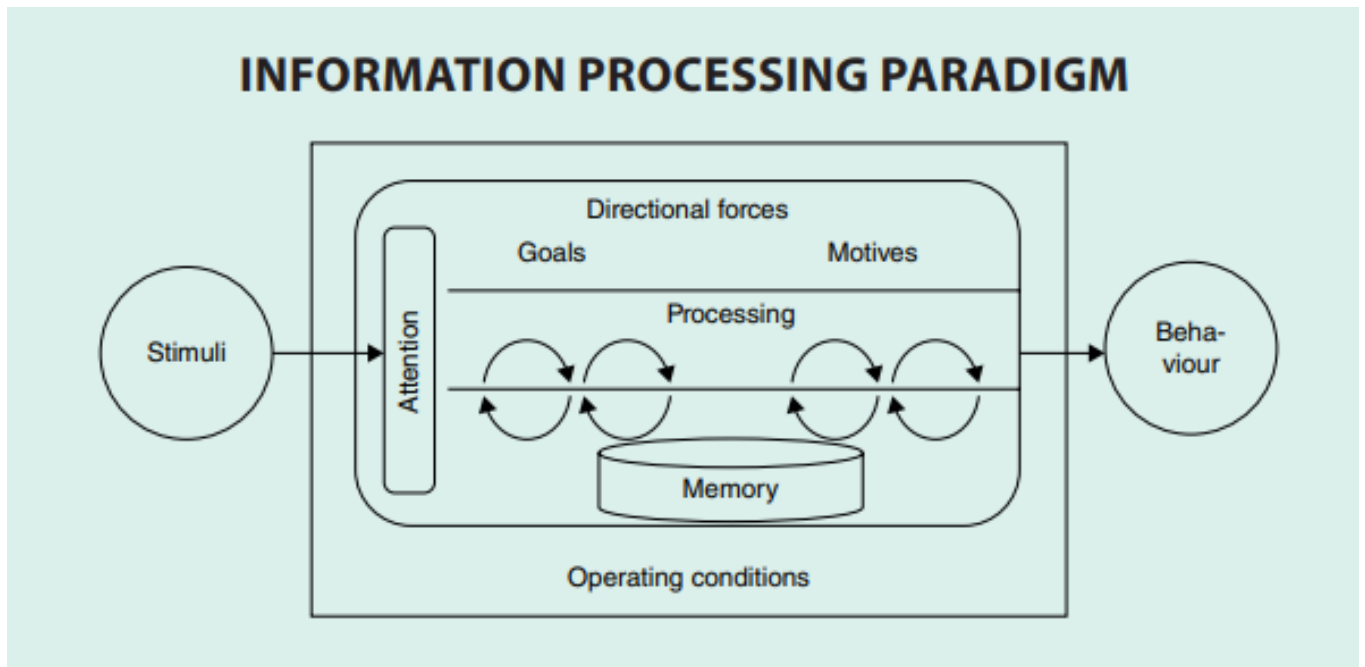 INFORMATION PROCESSING PARADIGM
Directional forces
Goals Motives
Processing
Stimuli
Attention
Beha-
viour
Memory
Operating conditions